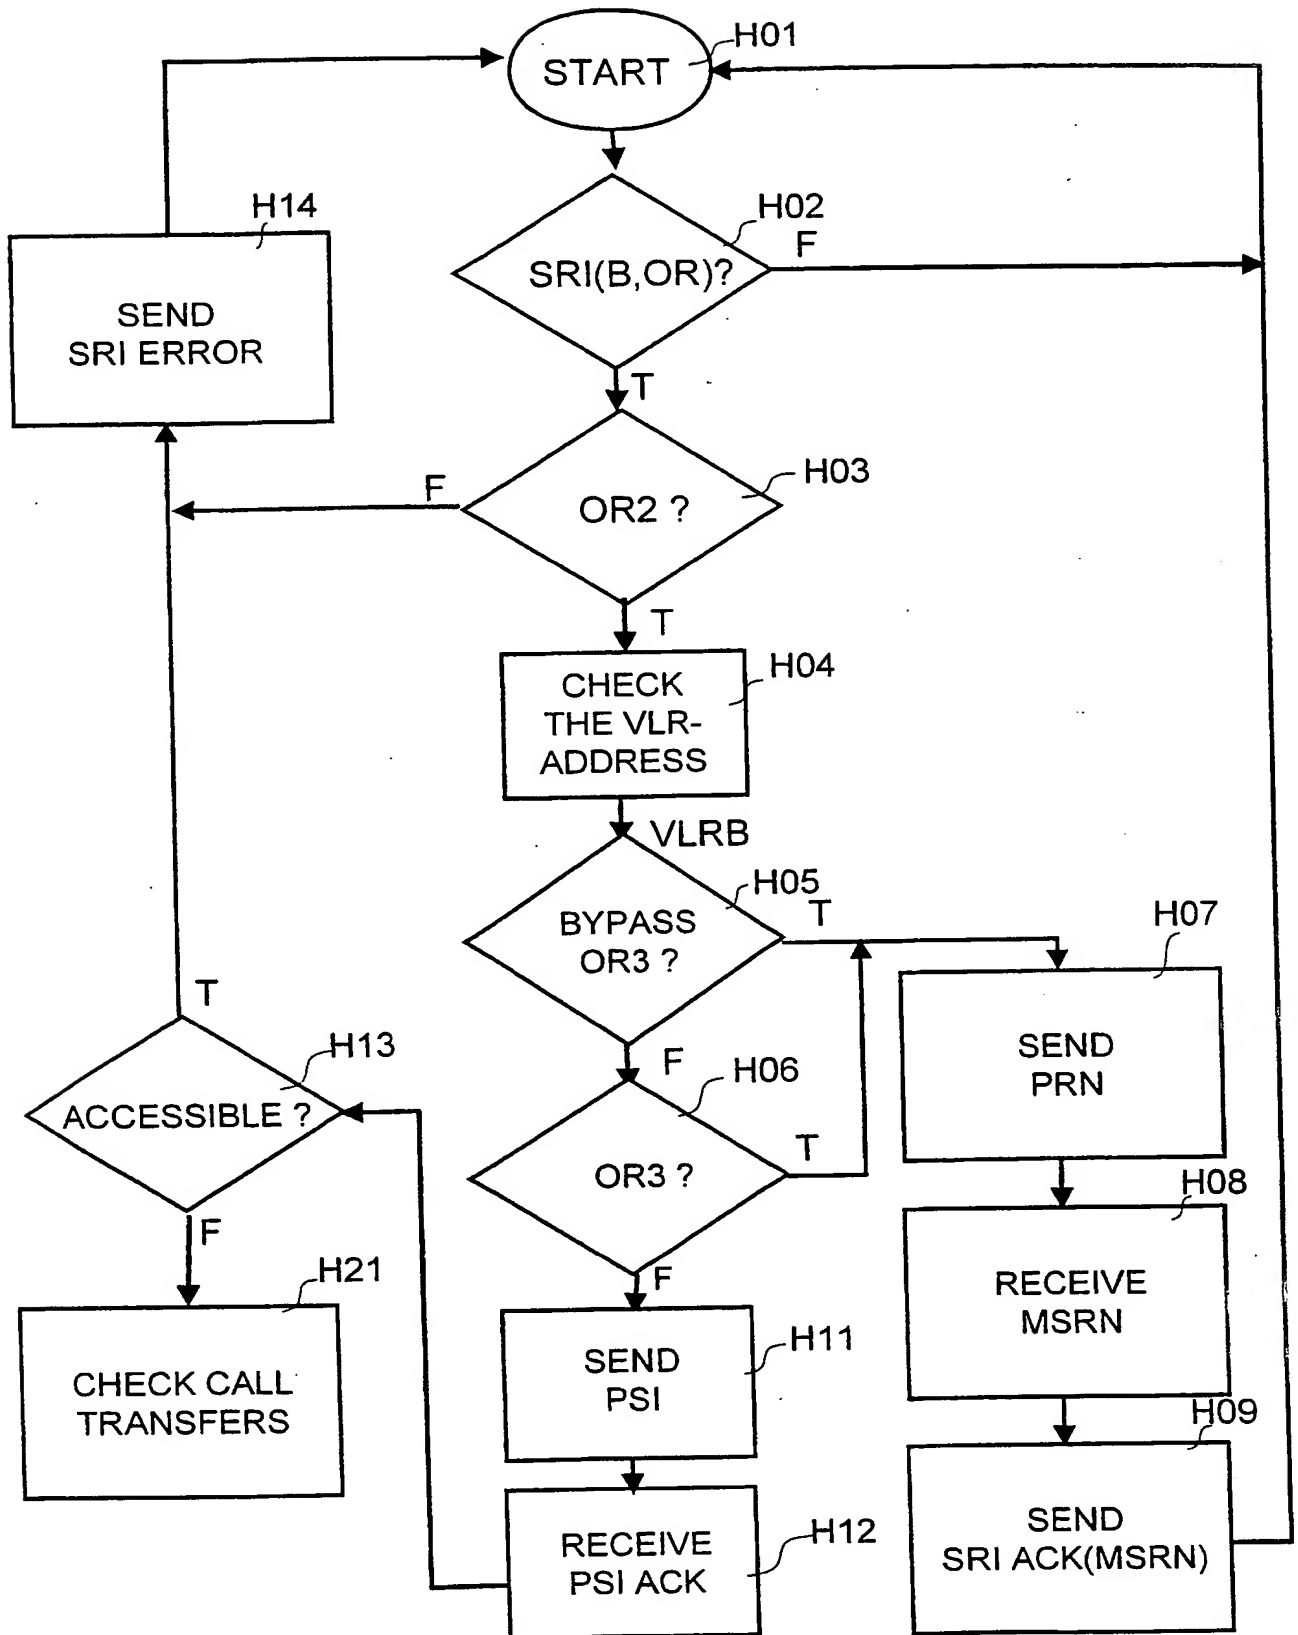 H01
START
H14
H02
F
SRI(B,OR)?
SEND
SRI ERROR
T
H03
F
OR2 ?
T
H04
CHECK
THE VLR-
ADDRESS
VLRB
H05
T
H07
BYPASS
OR3 ?
T
SEND
PRN
H13
F
H06
ACCESSIBLE ?
T
OR3 ?
H08
F
F
H21
RECEIVE
MSRN
SEND
PSI
H11
CHECK CALL
TRANSFERS
H09
H12
SEND
SRI ACK(MSRN)
RECEIVE
PSI ACK